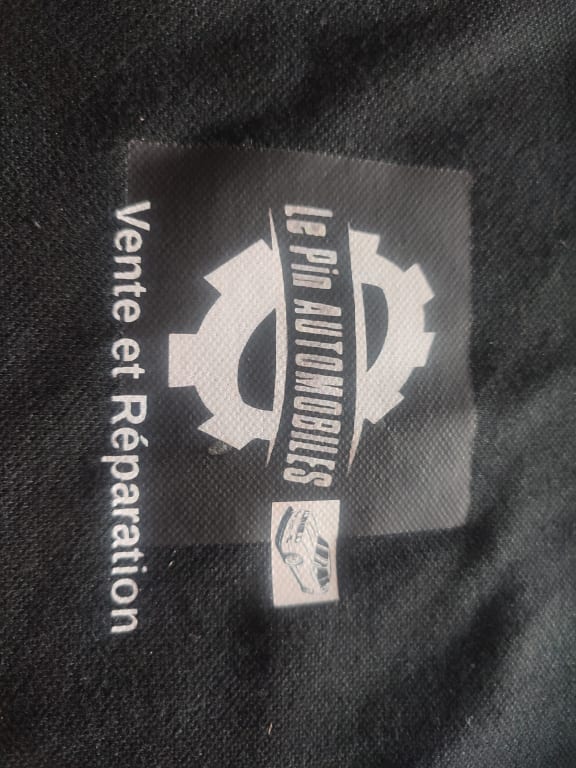 Le Pin AUTOMOBILES
Vente et Réparation